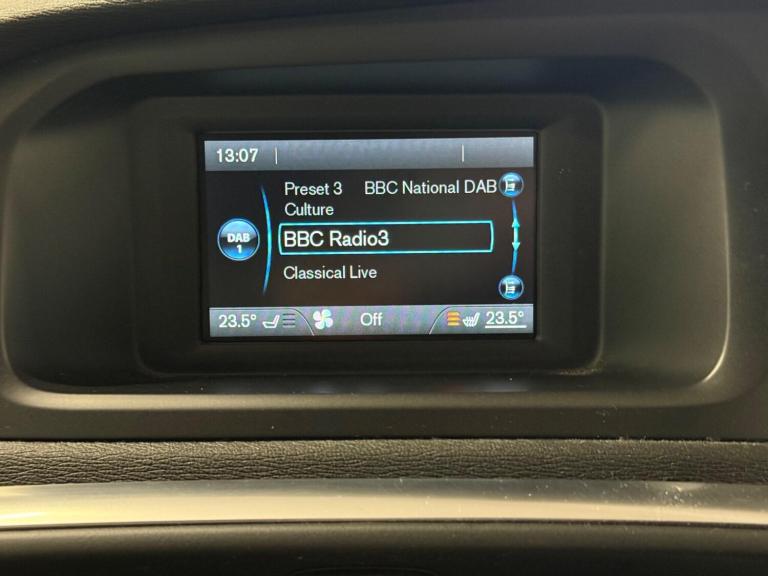 13:07
Preset 3 BBC National DAB
Culture
DAB
1
BBC Radio3
Classical Live
23.5° Off 23.5°